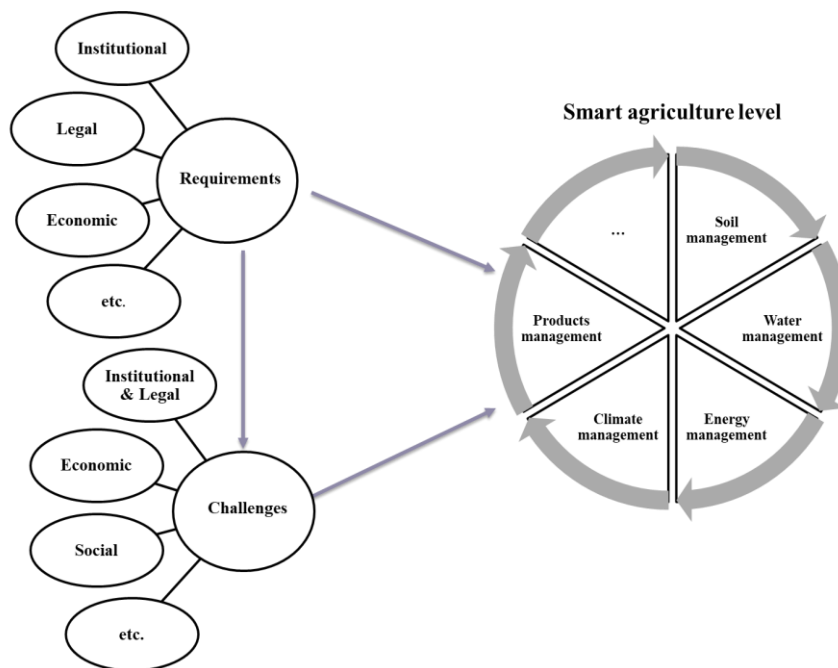 Institutional
Legal
Economic
etc.
Requirements
Institutional
& Legal
Economic
Social
etc.
Challenges
Smart agriculture level
...
Soil
management
Products
management
Water
management
Climate
management
Energy
management